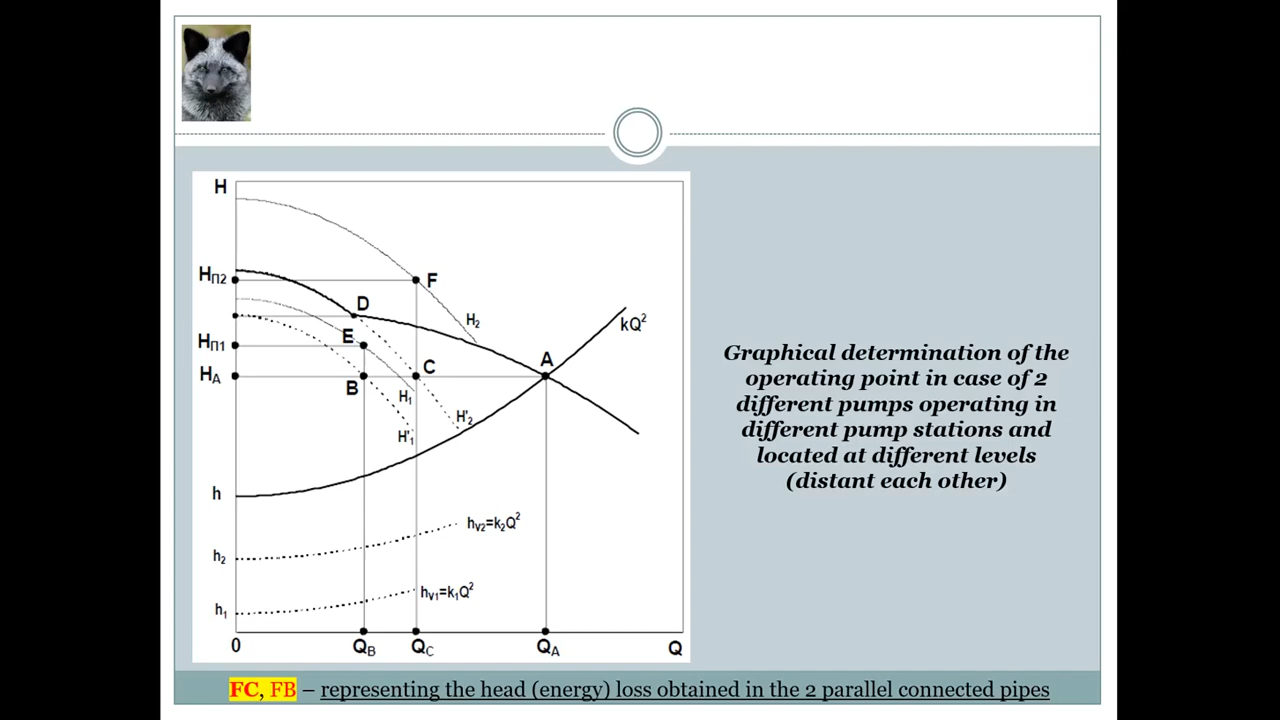 H
HΠ2
F
D
H2
kQ²
E
HΠ1
A
HA
C
B
H1
H'2
H'1
h
hv2=k2Q²
h2
hv1=k1Q²
h1
0
QB
QC
QA
Q
Graphical determination of the
operating point in case of 2
different pumps operating in
different pump stations and
located at different levels
(distant each other)
FC, FB – representing the head (energy) loss obtained in the 2 parallel connected pipes